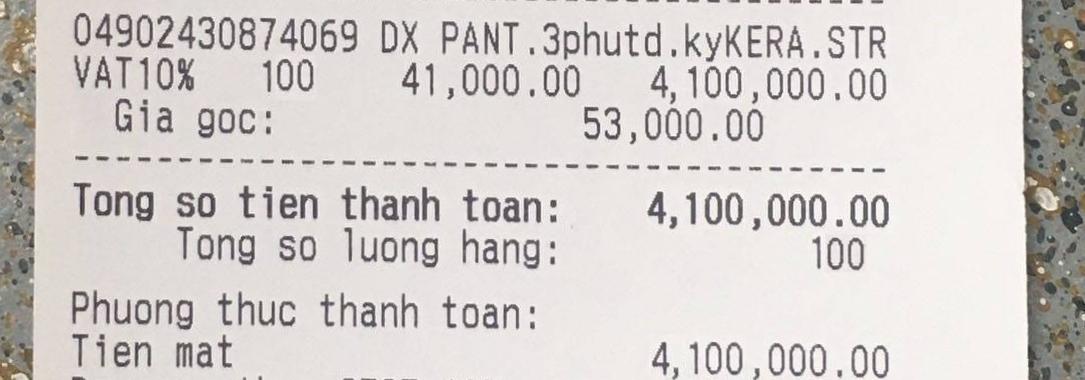 04902430874069 DX PANT.3phutd.kyKERA.STR
VAT10% 100 41,000.00 4,100,000.00
Gia goc: 53,000.00
Tong so tien thanh toan: 4,100,000.00
Tong so luong hang: 100
Phuong thuc thanh toan:
Tien mat 4,100,000.00